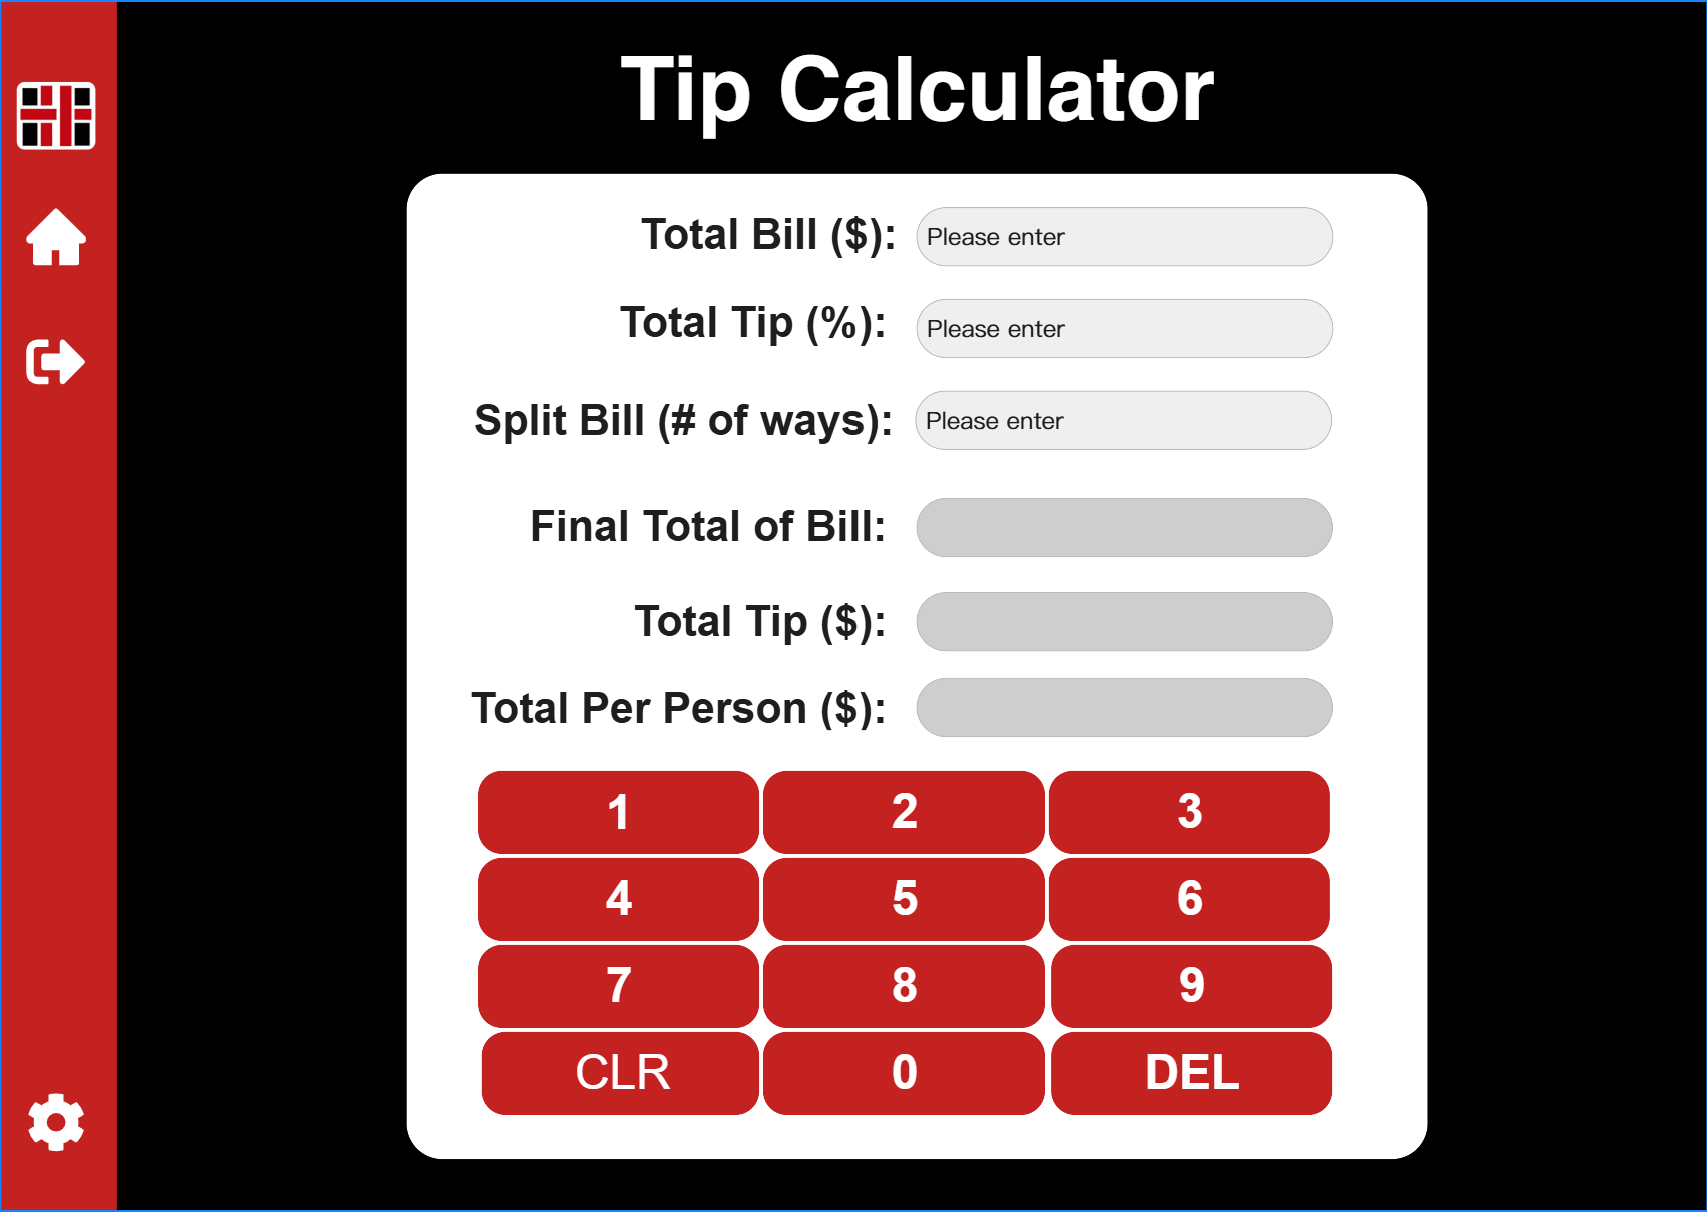 Tip Calculator
Total Bill ($): Please enter
Total Tip (%): Please enter
Split Bill (# of ways): Please enter
Final Total of Bill:
Total Tip ($):
Total Per Person ($):
1 2 3
4 5 6
7 8 9
CLR 0 DEL